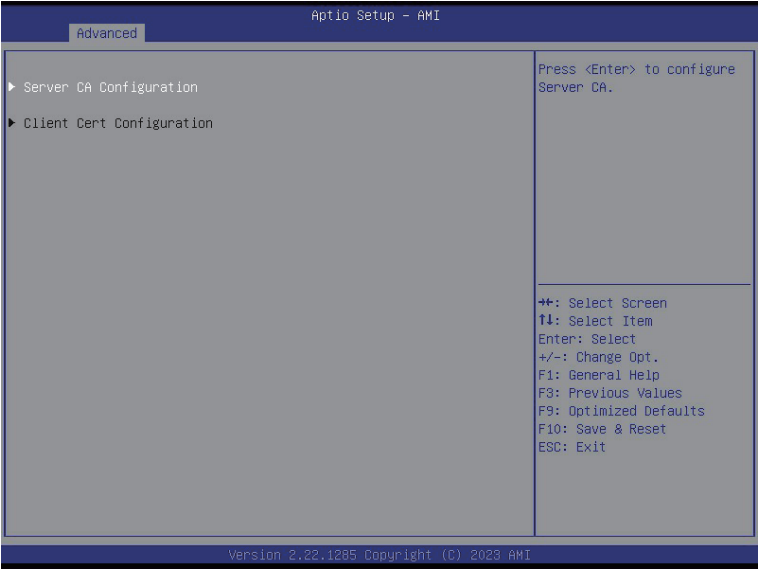 Aptio Setup – AMI
Advanced
Server CA Configuration
Client Cert Configuration
Press <Enter> to configure
Server CA.
→←: Select Screen
↑↓: Select Item
Enter: Select
+/-: Change Opt.
F1: General Help
F3: Previous Values
F9: Optimized Defaults
F10: Save & Reset
ESC: Exit
Version 2.22.1285 Copyright (C) 2023 AMI